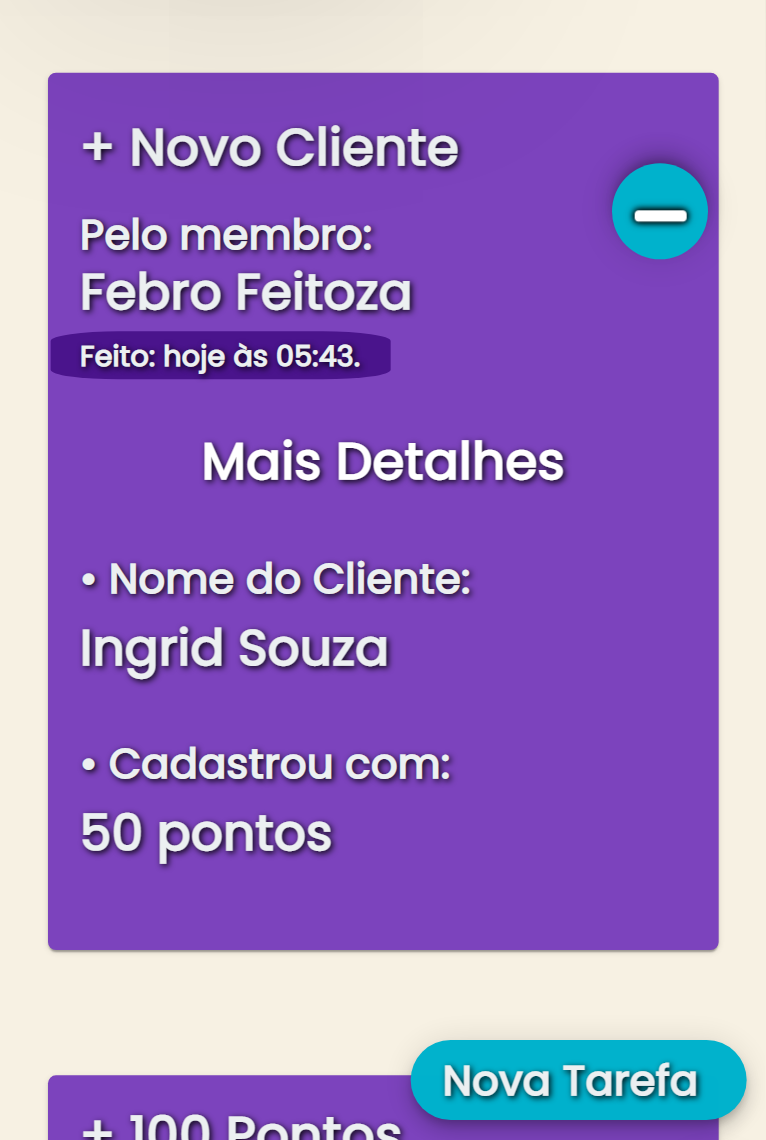 + Novo Cliente
Pelo membro:
Febro Feitoza
Feito: hoje às 05:43.
Mais Detalhes
• Nome do Cliente:
Ingrid Souza
• Cadastrou com:
50 pontos
Nova Tarefa
+ 100 Pontos